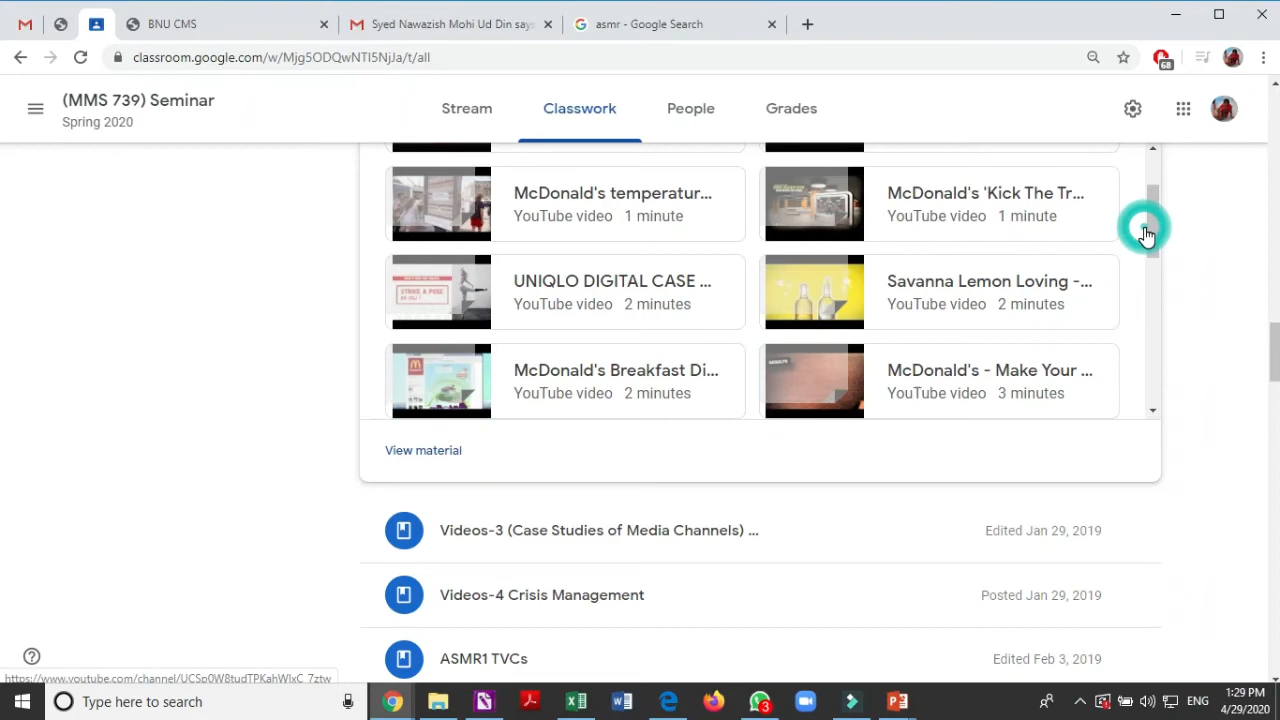 BNU CMS
Syed Nawazish Mohi Ud Din says
asmr - Google Search
classroom.google.com/w/Mjg5ODQwNTI5NjJa/t/all
68
(MMS 739) Seminar
Spring 2020
Stream
Classwork
People
Grades
McDonald's temperatur...
YouTube video 1 minute
McDonald's 'Kick The Tr...
YouTube video 1 minute
STRIKE A POSE
UNIQLO DIGITAL CASE ...
YouTube video 2 minutes
Savanna Lemon Loving -...
YouTube video 2 minutes
McDonald's Breakfast Di...
YouTube video 2 minutes
McDonald's - Make Your ...
YouTube video 3 minutes
View material
Videos-3 (Case Studies of Media Channels) ...
Edited Jan 29, 2019
Videos-4 Crisis Management
Posted Jan 29, 2019
ASMR1 TVCs
Edited Feb 3, 2019
https://www.youtube.com/channel/UCSp0W8tudTPKahWlxC_7ztw
Type here to search
3
ENG
1:29 PM
4/29/2020